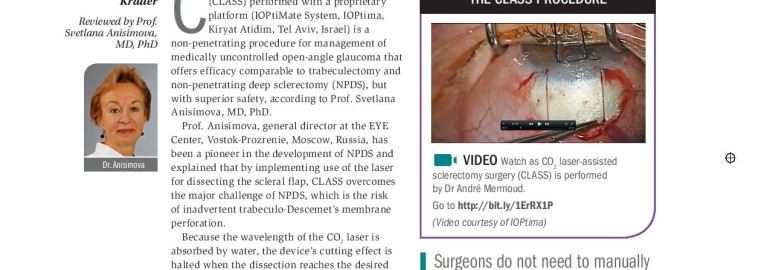 Krader
Reviewed by Prof.
Svetlana Anisimova,
MD, PhD
Dr. Anisimova
C
(CLASS) performed with a proprietary
platform (IOPtiMate System, IOPtima,
Kiryat Atidim, Tel Aviv, Israel) is a
non-penetrating procedure for management of
medically uncontrolled open-angle glaucoma that
offers efficacy comparable to trabeculectomy and
non-penetrating deep sclerectomy (NPDS), but
with superior safety, according to Prof. Svetlana
Anisimova, MD, PhD.
Prof. Anisimova, general director at the EYE
Center, Vostok-Prozrenie, Moscow, Russia, has
been a pioneer in the development of NPDS and
explained that by implementing use of the laser
for dissecting the scleral flap, CLASS overcomes
the major challenge of NPDS, which is the risk
of inadvertent trabeculo-Descemet's membrane
perforation.
Because the wavelength of the CO₂ laser is
absorbed by water, the device's cutting effect is
halted when the dissection reaches the desired
THE CLASS PROCEDURE
VIDEO Watch as CO₂ laser-assisted
sclerectomy surgery (CLASS) is performed
by Dr André Mermoud.
Go to http://bit.ly/1ErRX1P
(Video courtesy of IOPtima)
Surgeons do not need to manually